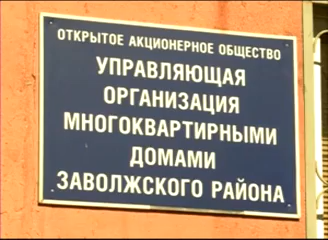 ОТКРЫТОЕ АКЦИОНЕРНОЕ ОБЩЕСТВО
УПРАВЛЯЮЩАЯ
ОРГАНИЗАЦИЯ
МНОГОКВАРТИРНЫМИ
ДОМАМИ
ЗАВОЛЖСКОГО РАЙОНА